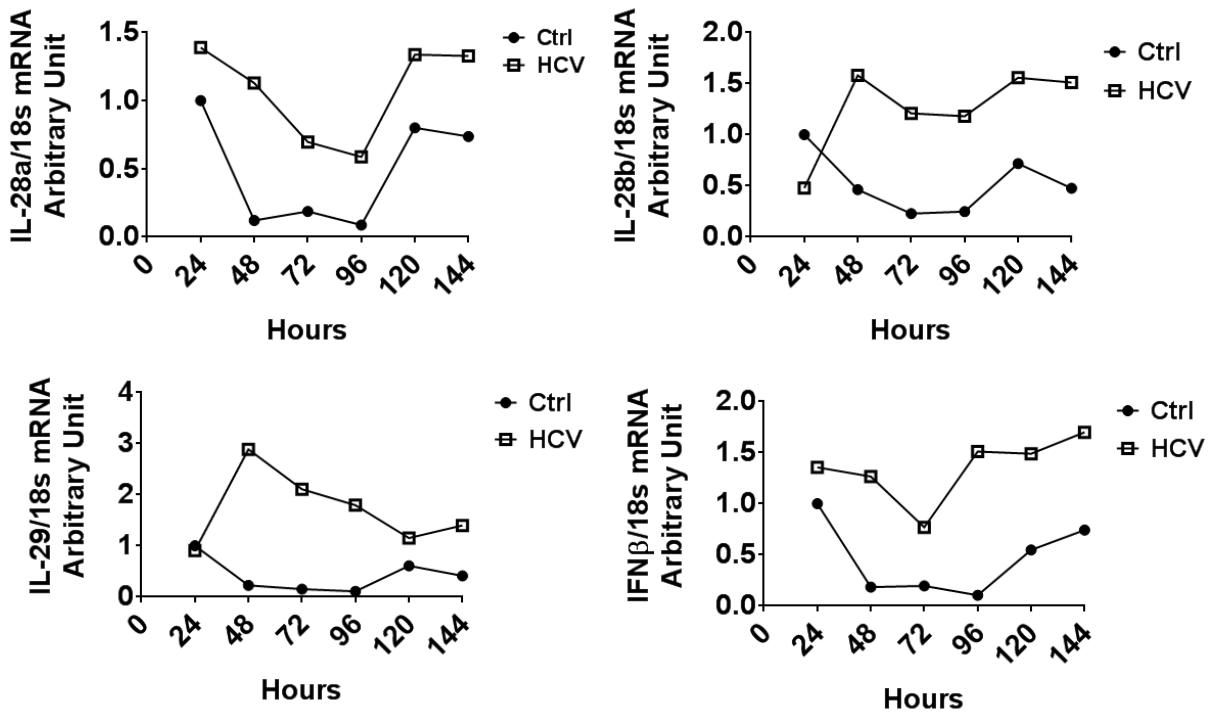 IL-28a/18s mRNA
Arbitrary Unit
1.5
1.0
0.5
0.0
0
24
48
72
96
120
144
Hours
Ctrl
HCV
IL-28b/18s mRNA
Arbitrary Unit
2.0
1.5
1.0
0.5
0.0
0
24
48
72
96
120
144
Hours
Ctrl
HCV
IL-29/18s mRNA
Arbitrary Unit
4
3
2
1
0
0
24
48
72
96
120
144
Hours
Ctrl
HCV
IFNβ/18s mRNA
Arbitrary Unit
2.0
1.5
1.0
0.5
0.0
0
24
48
72
96
120
144
Hours
Ctrl
HCV